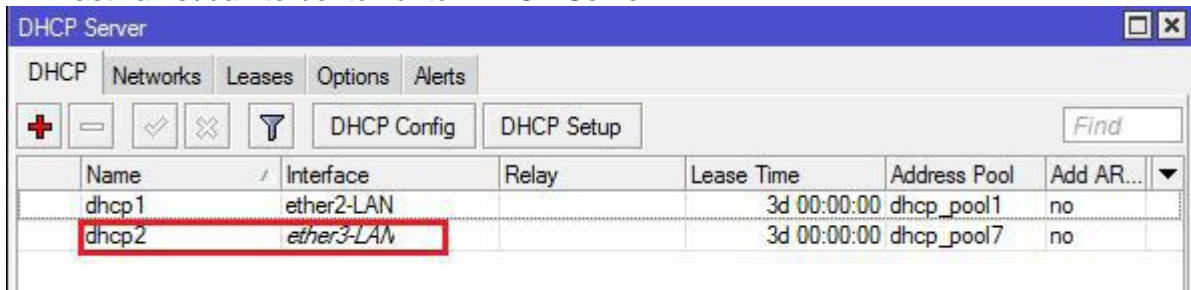 DHCP Server
DHCP Networks Leases Options Alerts
DHCP Config DHCP Setup Find
Name Interface Relay Lease Time Address Pool Add AR...
dhcp1 ether2-LAN 3d 00:00:00 dhcp_pool1 no
dhcp2 ether3-LAN 3d 00:00:00 dhcp_pool7 no